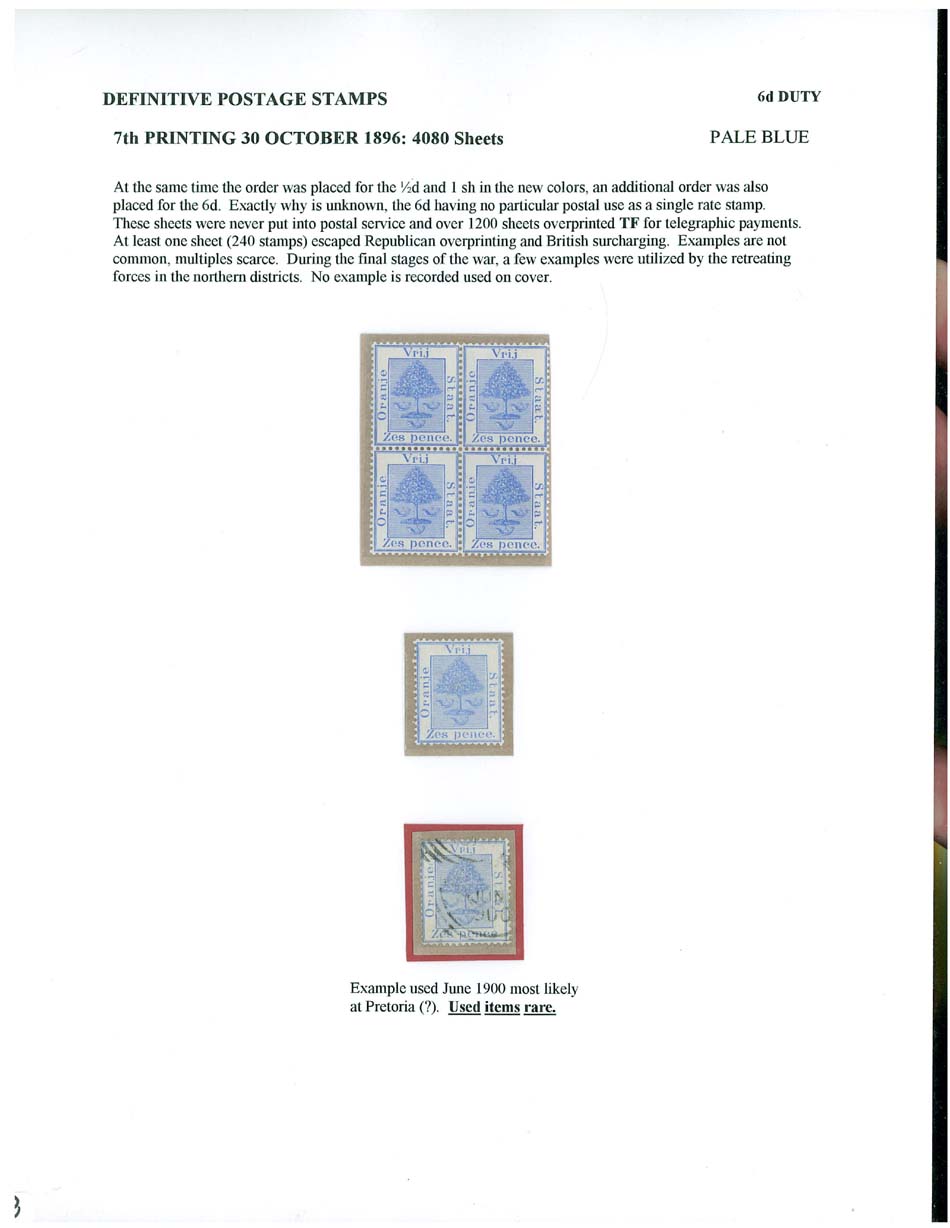 DEFINITIVE POSTAGE STAMPS
6d DUTY
7th PRINTING 30 OCTOBER 1896: 4080 Sheets
PALE BLUE
At the same time the order was placed for the ½d and 1 sh in the new colors, an additional order was also
placed for the 6d. Exactly why is unknown, the 6d having no particular postal use as a single rate stamp.
These sheets were never put into postal service and over 1200 sheets overprinted TF for telegraphic payments.
At least one sheet (240 stamps) escaped Republican overprinting and British surcharging. Examples are not
common, multiples scarce. During the final stages of the war, a few examples were utilized by the retreating
forces in the northern districts. No example is recorded used on cover.
Vrij
Oranje
Staat.
Zes pence.
Vrij
Oranje
Staat.
Zes pence.
Vrij
Oranje
Staat.
Zes pence.
Vrij
Oranje
Staat.
Zes pence.
Vrij
Oranje
Staat.
Zes pence.
Vrij
Oranje
JUN
Zes pence
Example used June 1900 most likely
at Pretoria (?). Used items rare.